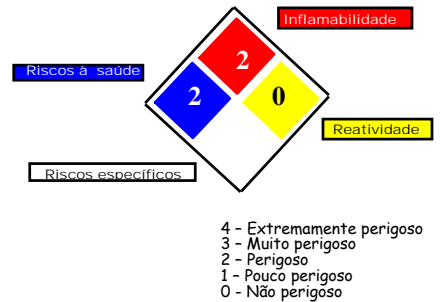 Inflamabilidade
Riscos à saúde
2
2
0
Reatividade
Riscos específicos
4 - Extremamente perigoso
3 - Muito perigoso
2 - Perigoso
1 - Pouco perigoso
0 - Não perigoso